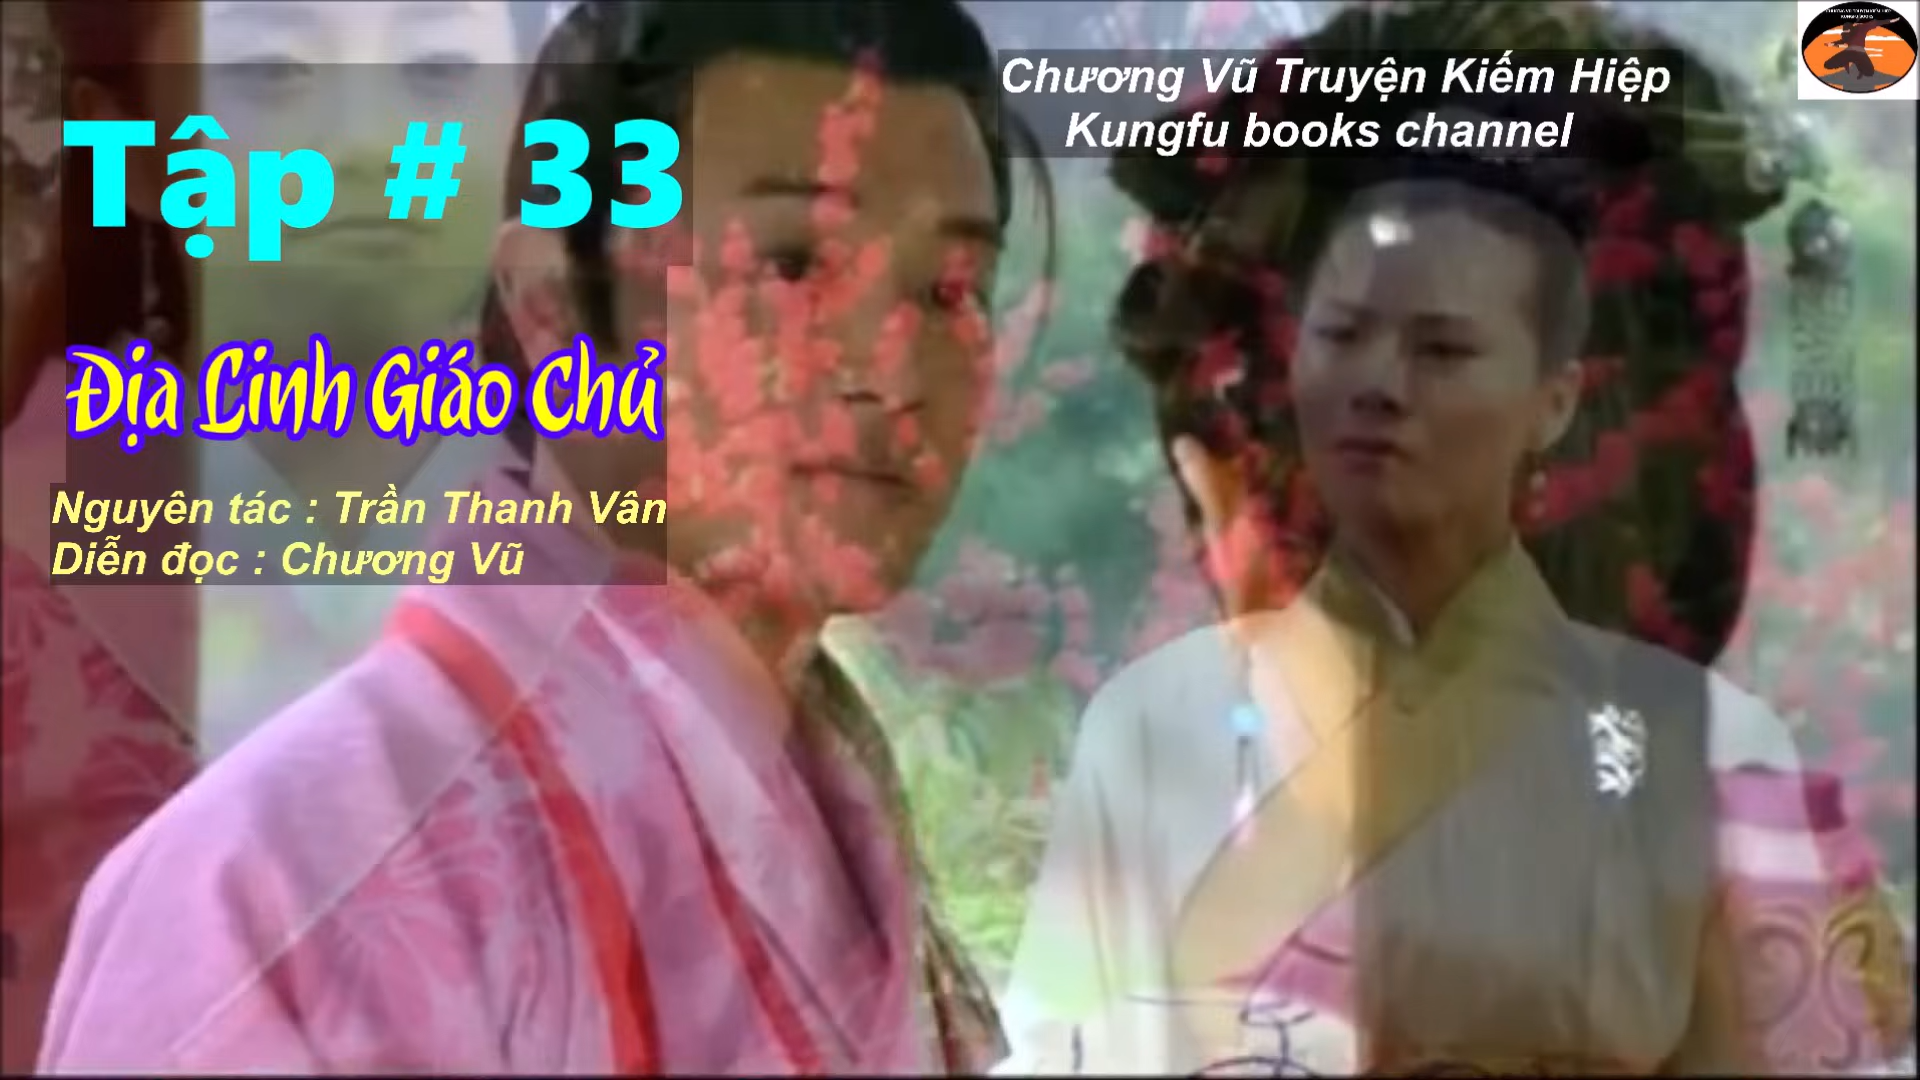 Chương Vũ Truyện Kiếm Hiệp
Kungfu books channel
Tập # 33
Địa Linh Giáo Chủ
Nguyên tác : Trần Thanh Vân
Diễn đọc : Chương Vũ